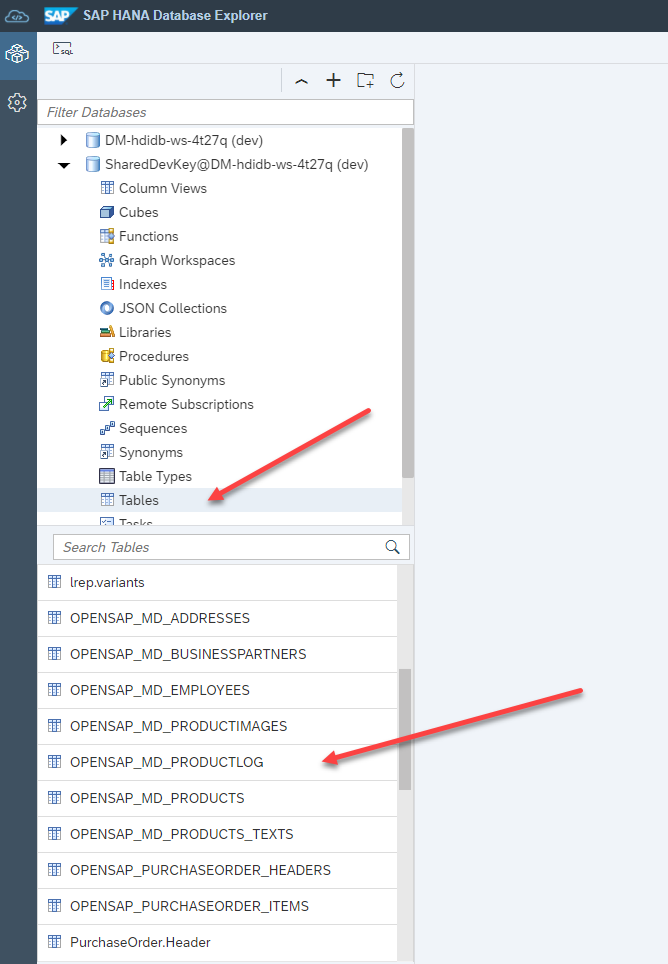 SAP SAP HANA Database Explorer
SQL
Filter Databases
DM-hdidb-ws-4t27q (dev)
SharedDevKey@DM-hdidb-ws-4t27q (dev)
Column Views
Cubes
Functions
Graph Workspaces
Indexes
JSON Collections
Libraries
Procedures
Public Synonyms
Remote Subscriptions
Sequences
Synonyms
Table Types
Tables
Tasks
Search Tables
lrep.variants
OPENSAP_MD_ADDRESSES
OPENSAP_MD_BUSINESSPARTNERS
OPENSAP_MD_EMPLOYEES
OPENSAP_MD_PRODUCTIMAGES
OPENSAP_MD_PRODUCTLOG
OPENSAP_MD_PRODUCTS
OPENSAP_MD_PRODUCTS_TEXTS
OPENSAP_PURCHASEORDER_HEADERS
OPENSAP_PURCHASEORDER_ITEMS
PurchaseOrder.Header